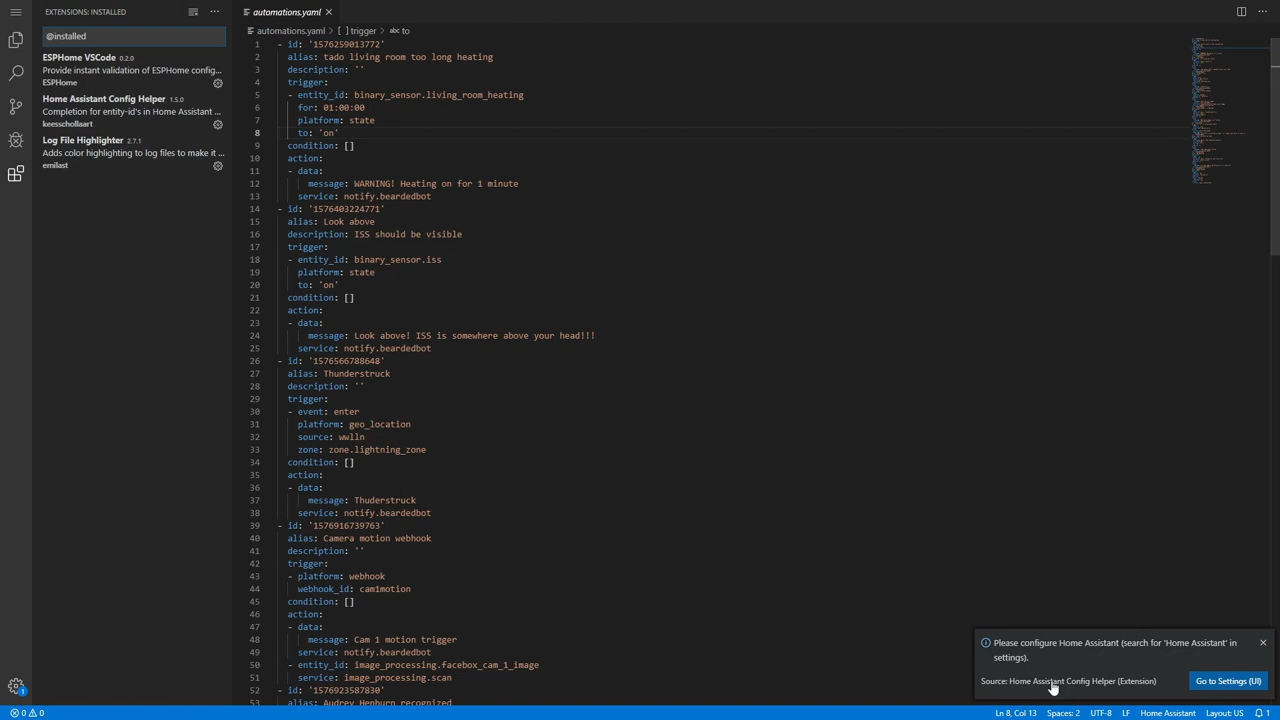 EXTENSIONS: INSTALLED
@installed
ESPHome VSCode 0.2.0
Provide instant validation of ESPHome config...
ESPHome
Home Assistant Config Helper 1.5.0
Completion for entity-id's in Home Assistant ...
keesschollaart
Log File Highlighter 2.7.1
Adds color highlighting to log files to make it ...
emilast
1
automations.yaml
automations.yaml > [ ] trigger > abc to
1 - id: '1576259013772'
2 alias: tado living room too long heating
3 description: ''
4 trigger:
5 - entity_id: binary_sensor.living_room_heating
6 for: 01:00:00
7 platform: state
8 to: 'on'
9 condition: []
10 action:
11 - data:
12 message: WARNING! Heating on for 1 minute
13 service: notify.beardedbot
14 - id: '1576403224771'
15 alias: Look above
16 description: ISS should be visible
17 trigger:
18 - entity_id: binary_sensor.iss
19 platform: state
20 to: 'on'
21 condition: []
22 action:
23 - data:
24 message: Look above! ISS is somewhere above your head!!!
25 service: notify.beardedbot
26 - id: '1576566788648'
27 alias: Thunderstruck
28 description: ''
29 trigger:
30 - event: enter
31 platform: geo_location
32 source: wwlln
33 zone: zone.lightning_zone
34 condition: []
35 action:
36 - data:
37 message: Thuderstruck
38 service: notify.beardedbot
39 - id: '1576916739763'
40 alias: Camera motion webhook
41 description: ''
42 trigger:
43 - platform: webhook
44 webhook_id: cam1motion
45 condition: []
46 action:
47 - data:
48 message: Cam 1 motion trigger
49 service: notify.beardedbot
50 - entity_id: image_processing.facebox_cam_1_image
51 service: image_processing.scan
52 - id: '1576923587830'
53 alias: Audrey Henburn recognized
Please configure Home Assistant (search for 'Home Assistant' in
settings).
Source: Home Assistant Config Helper (Extension)
Go to Settings (UI)
0 0
Ln 8, Col 13 Spaces: 2 UTF-8 LF Home Assistant Layout: US 1